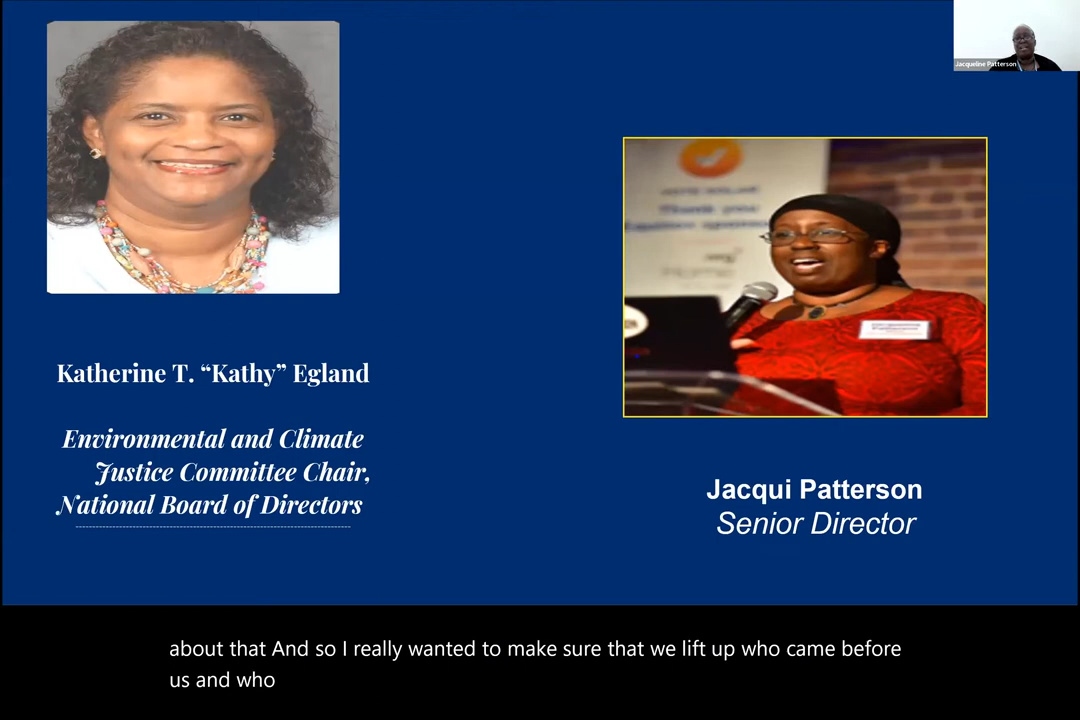 Jacqueline Patterson
Thank you
Katherine T. “Kathy” Egland
Environmental and Climate
Justice Committee Chair,
National Board of Directors
Jacqui Patterson
Senior Director
about that And so I really wanted to make sure that we lift up who came before
us and who